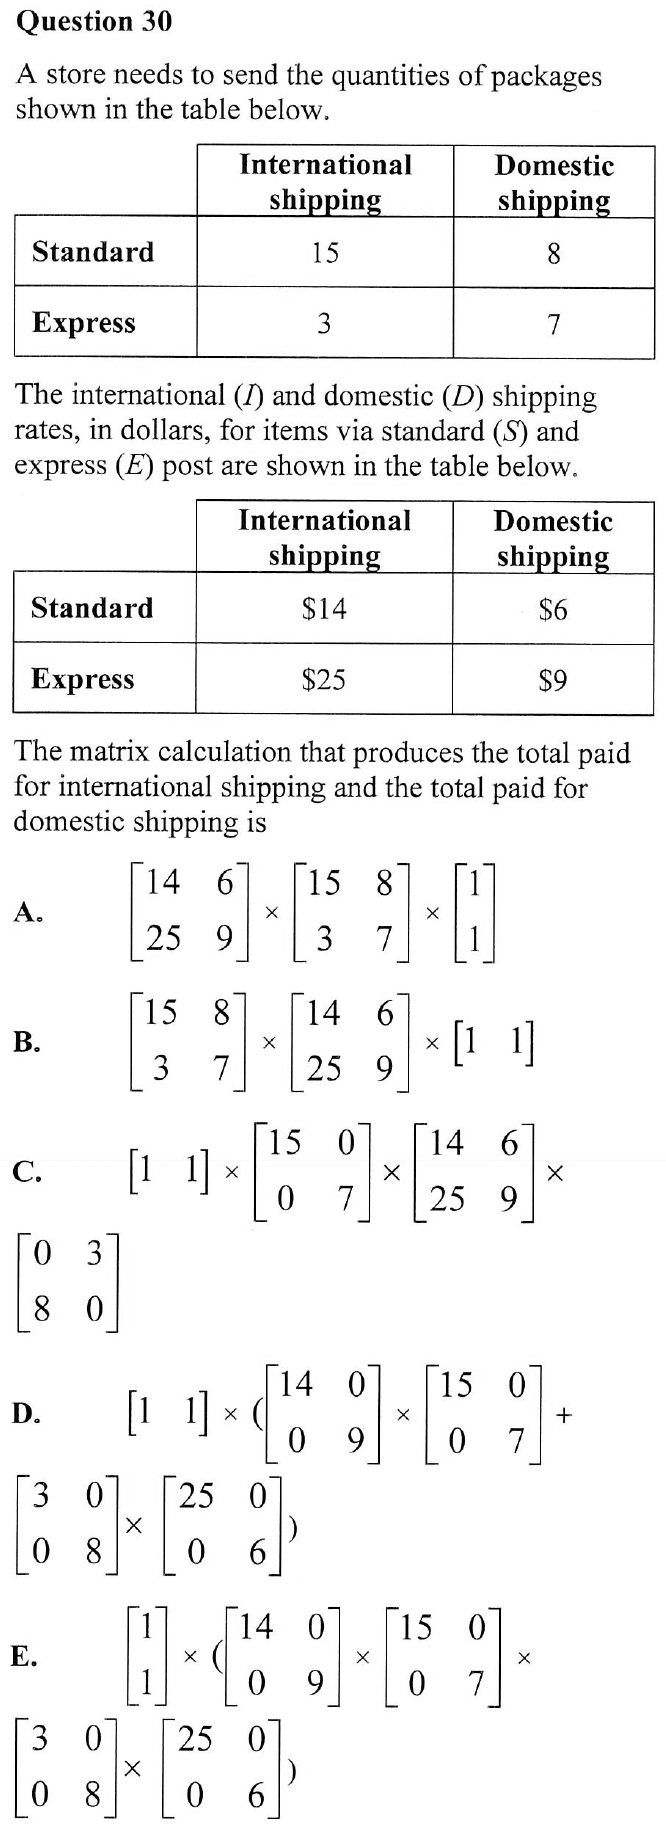 Question 30
A store needs to send the quantities of packages
shown in the table below.
International shipping Domestic shipping
Standard 15 8
Express 3 7
The international (I) and domestic (D) shipping
rates, in dollars, for items via standard (S) and
express (E) post are shown in the table below.
International shipping Domestic shipping
Standard $14 $6
Express $25 $9
The matrix calculation that produces the total paid
for international shipping and the total paid for
domestic shipping is
A. [14 6; 25 9] × [15 8; 3 7] × [1; 1]
B. [15 8; 3 7] × [14 6; 25 9] × [1 1]
C. [1 1] × [15 0; 0 7] × [14 6; 25 9] ×
[0 3; 8 0]
D. [1 1] × ([14 0; 0 9] × [15 0; 0 7] +
[3 0; 0 8] × [25 0; 0 6])
E. [1; 1] × ([14 0; 0 9] × [15 0; 0 7] ×
[3 0; 0 8] × [25 0; 0 6])